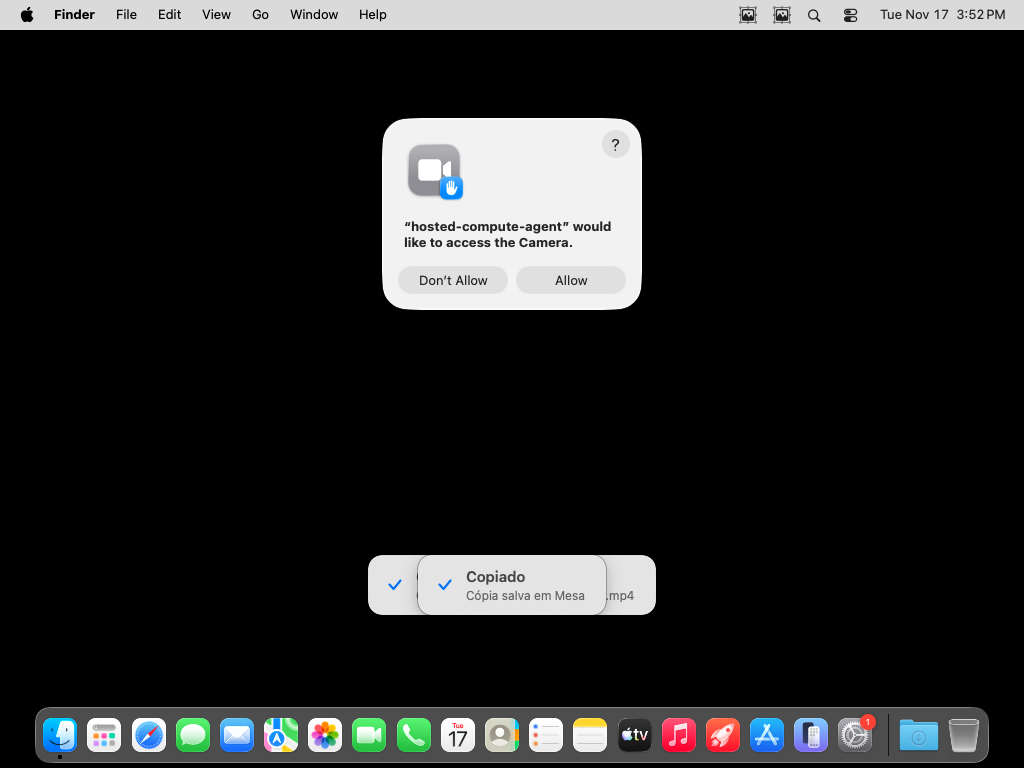 Finder File Edit View Go Window Help Tue Nov 17 3:52 PM
?
“hosted-compute-agent” would
like to access the Camera.
Don’t Allow Allow
Copiado
Cópia salva em Mesa .mp4
Tue
17
tv
1